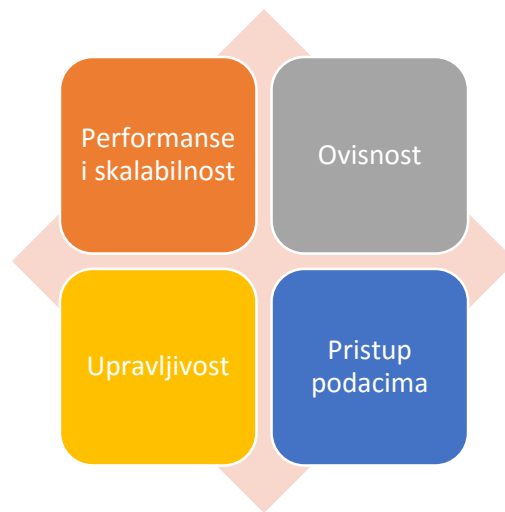 Performanse
i skalabilnost
Ovisnost
Upravljivost
Pristup
podacima